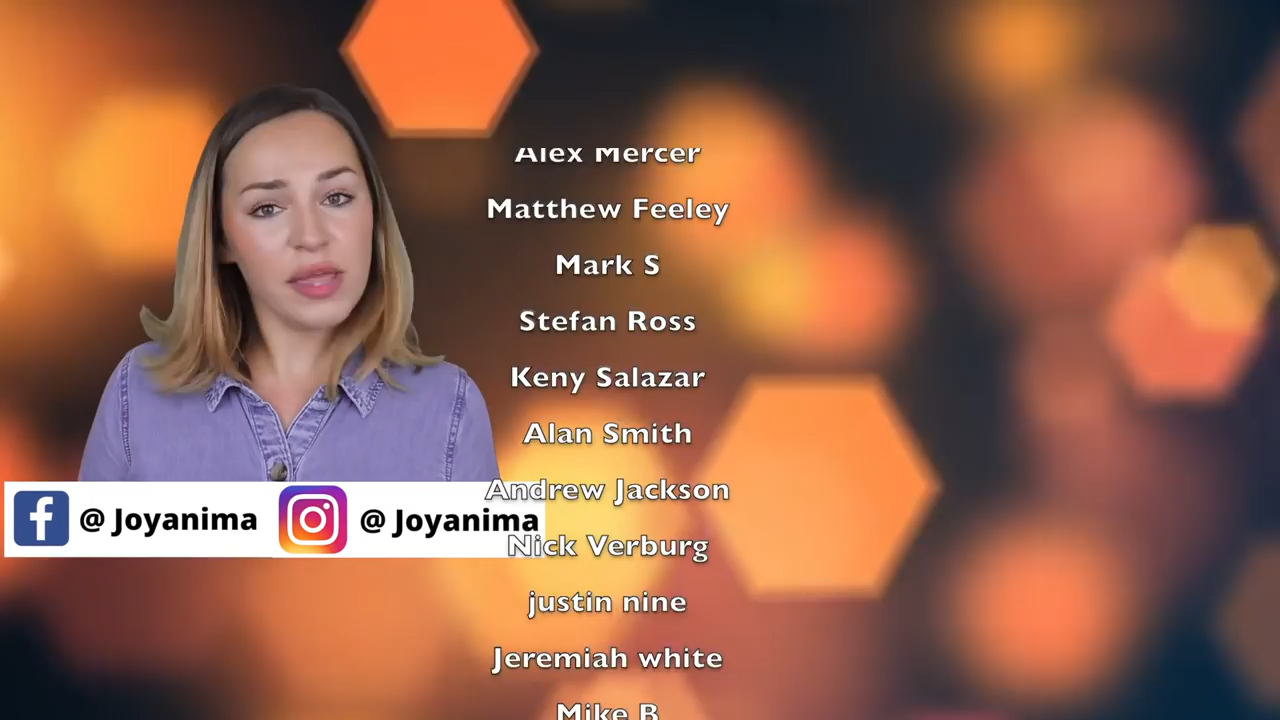 Alex Mercer
Matthew Feeley
Mark S
Stefan Ross
Keny Salazar
Alan Smith
Andrew Jackson
@ Joyanima @ Joyanima
Nick Verburg
justin nine
Jeremiah white
Mike B